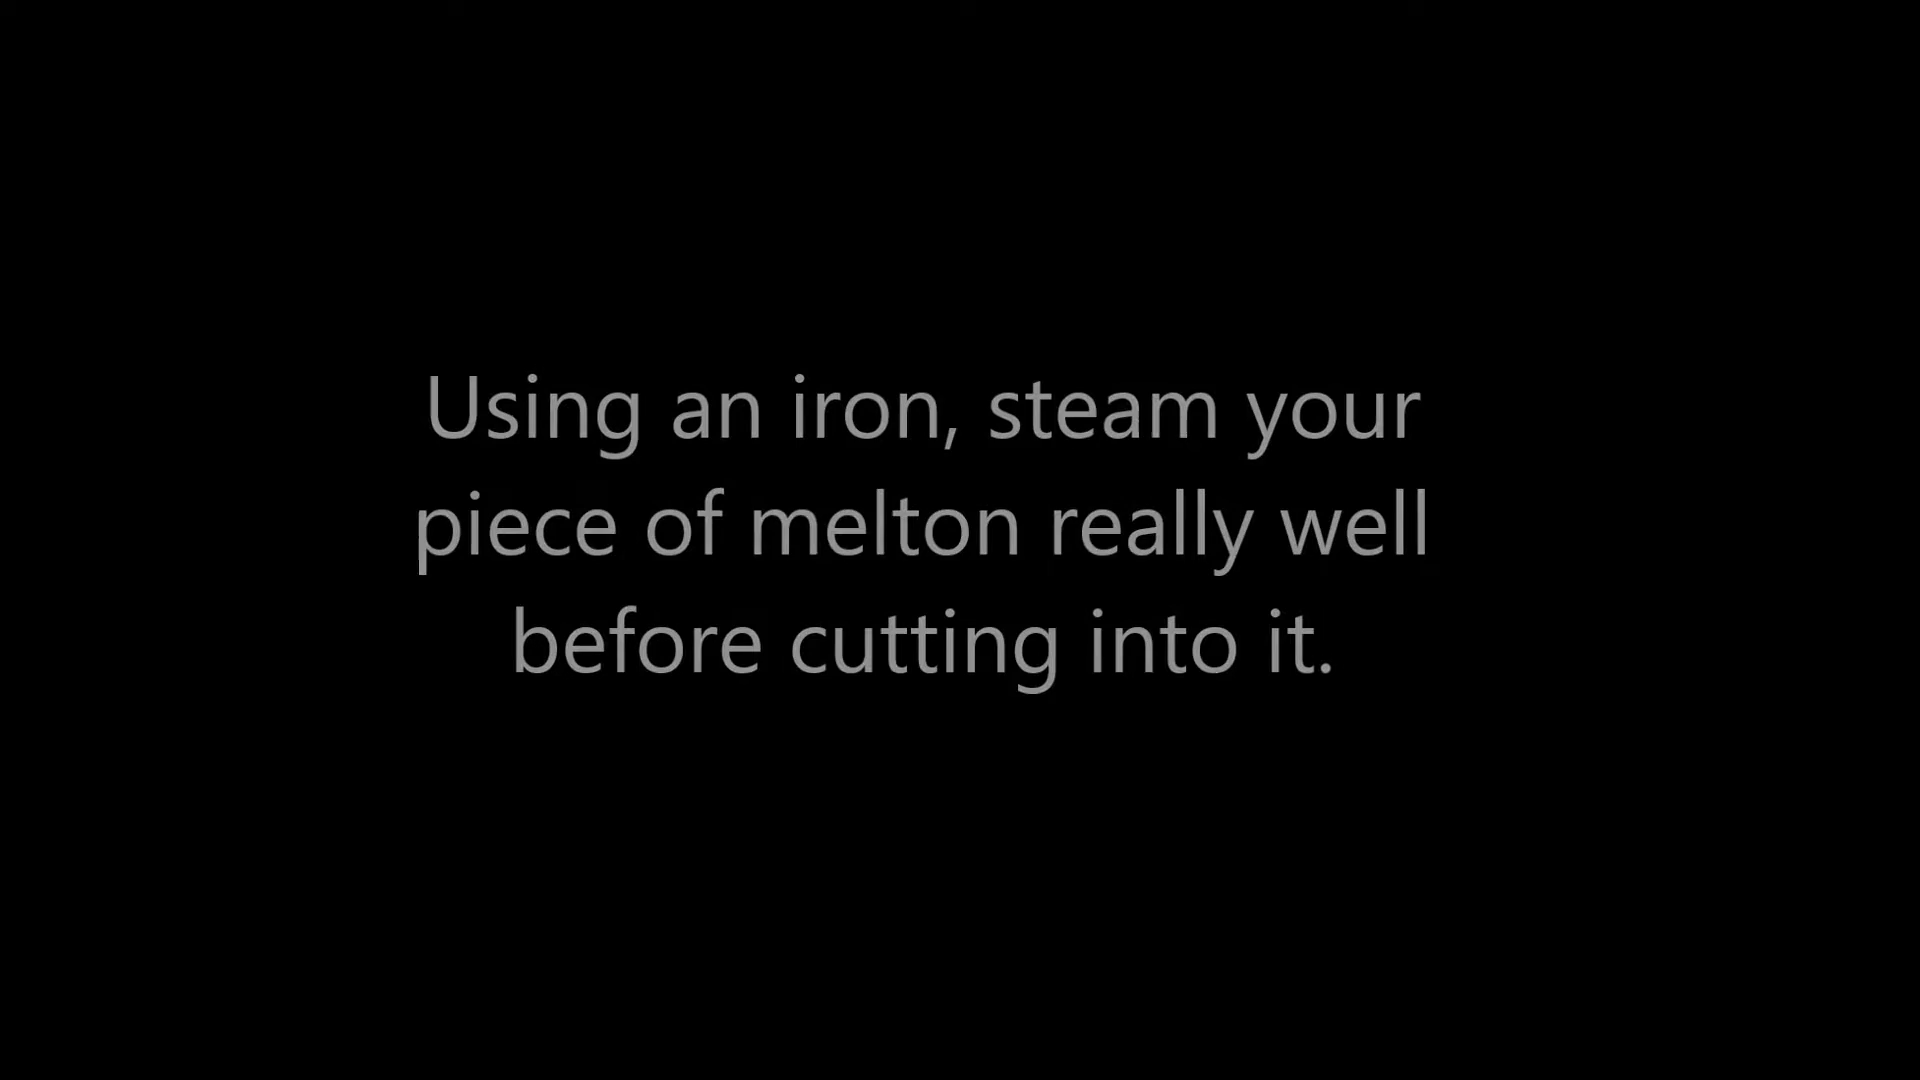 Using an iron, steam your
piece of melton really well
before cutting into it.